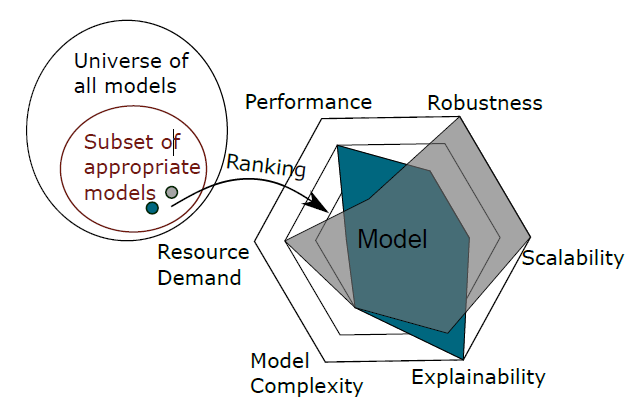 Universe of
all models
Subset of
appropriate
models
Ranking
Performance
Robustness
Resource
Demand
Model
Scalability
Model
Complexity
Explainability